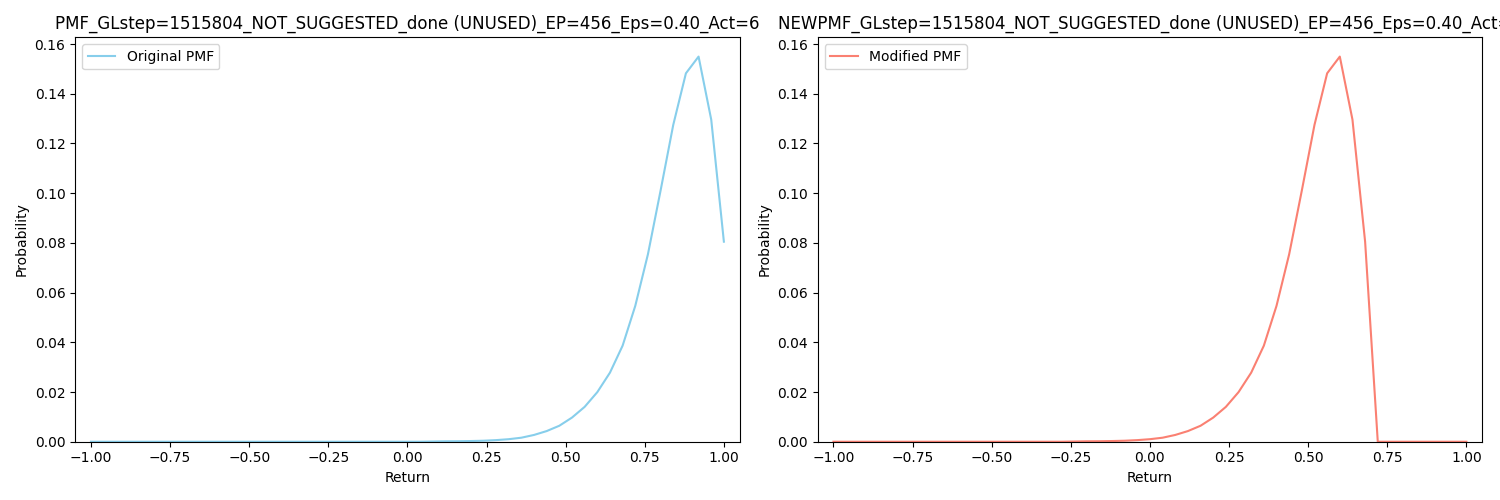 PMF_GLstep=1515804_NOT_SUGGESTED_done (UNUSED)_EP=456_Eps=0.40_Act=6
Original PMF
0.16
0.14
0.12
0.10
0.08
0.06
0.04
0.02
0.00
Probability
−1.00 −0.75 −0.50 −0.25 0.00 0.25 0.50 0.75 1.00
Return
NEWPMF_GLstep=1515804_NOT_SUGGESTED_done (UNUSED)_EP=456_Eps=0.40_Act=
Modified PMF
0.16
0.14
0.12
0.10
0.08
0.06
0.04
0.02
0.00
Probability
−1.00 −0.75 −0.50 −0.25 0.00 0.25 0.50 0.75 1.00
Return